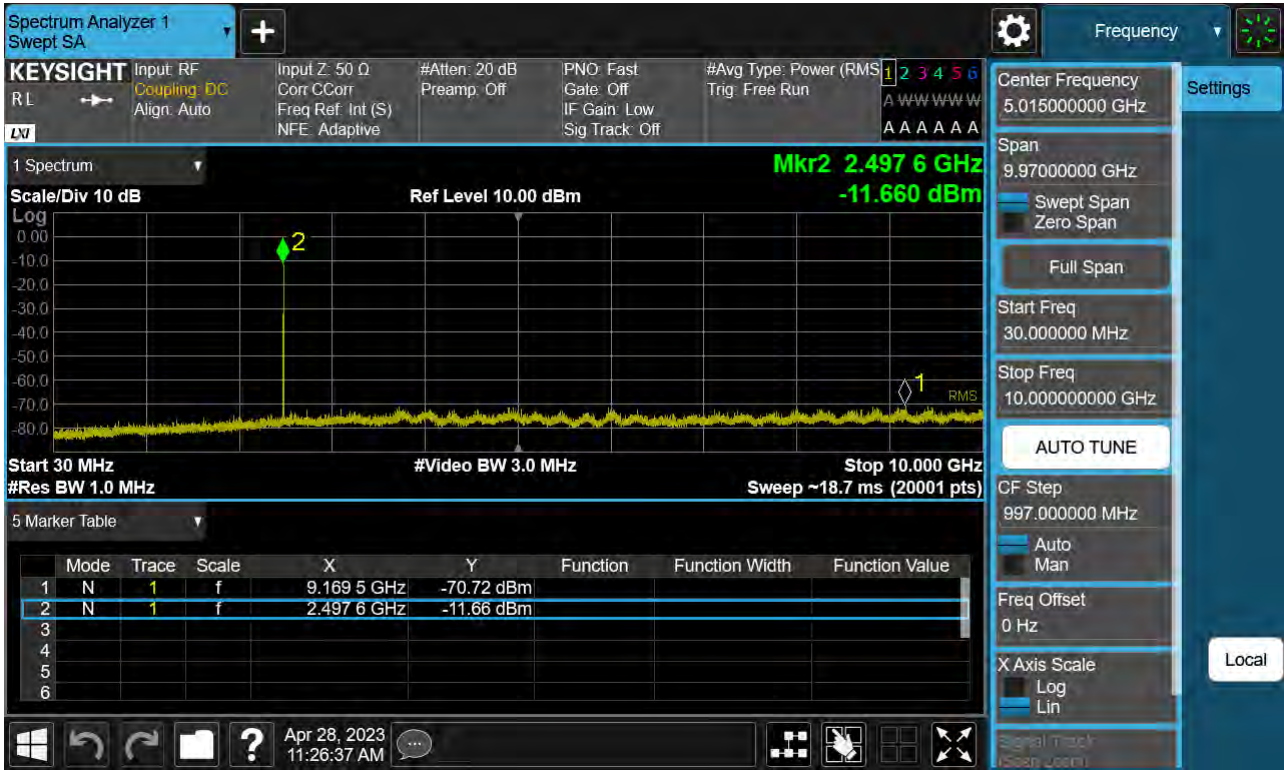 Spectrum Analyzer 1
Swept SA
Frequency
KEYSIGHT
RL
LXI
Input: RF
Coupling: DC
Align: Auto
Input Z: 50 Ω
Corr CCorr
Freq Ref: Int (S)
NFE: Adaptive
#Atten: 20 dB
Preamp: Off
PNO: Fast
Gate: Off
IF Gain: Low
Sig Track: Off
#Avg Type: Power (RMS
Trig: Free Run
1 2 3 4 5 6
A W W W W W
A A A A A A
1 Spectrum
Mkr2 2.497 6 GHz
-11.660 dBm
Scale/Div 10 dB
Ref Level 10.00 dBm
Log
0.00
-10.0
-20.0
-30.0
-40.0
-50.0
-60.0
-70.0
-80.0
2
1
RMS
Start 30 MHz
#Video BW 3.0 MHz
Stop 10.000 GHz
#Res BW 1.0 MHz
Sweep ~18.7 ms (20001 pts)
5 Marker Table
Mode Trace Scale X Y Function Function Width Function Value
1 N 1 f 9.169 5 GHz -70.72 dBm
2 N 1 f 2.497 6 GHz -11.66 dBm
3
4
5
6
Apr 28, 2023
11:26:37 AM
Center Frequency
5.015000000 GHz
Settings
Span
9.97000000 GHz
Swept Span
Zero Span
Full Span
Start Freq
30.000000 MHz
Stop Freq
10.000000000 GHz
AUTO TUNE
CF Step
997.000000 MHz
Auto
Man
Freq Offset
0 Hz
X Axis Scale
Log
Lin
Local
Signal Track
(Span Zoom)